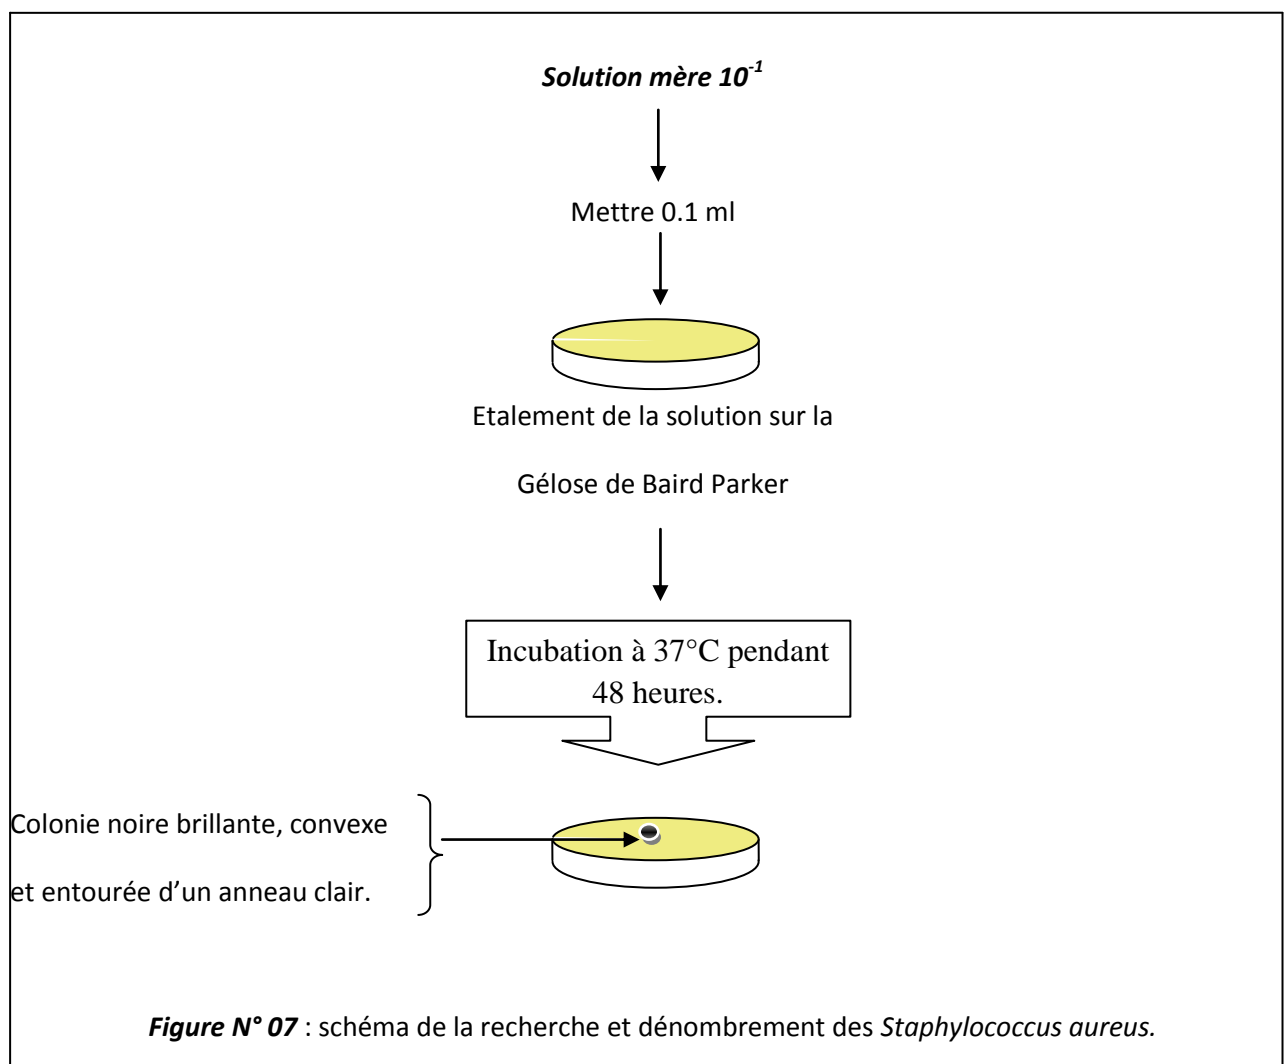 Solution mère 10⁻¹
Mettre 0.1 ml
Etalement de la solution sur la
Gélose de Baird Parker
Incubation à 37°C pendant
48 heures.
Colonie noire brillante, convexe
et entourée d’un anneau clair.
Figure N° 07 : schéma de la recherche et dénombrement des Staphylococcus aureus.